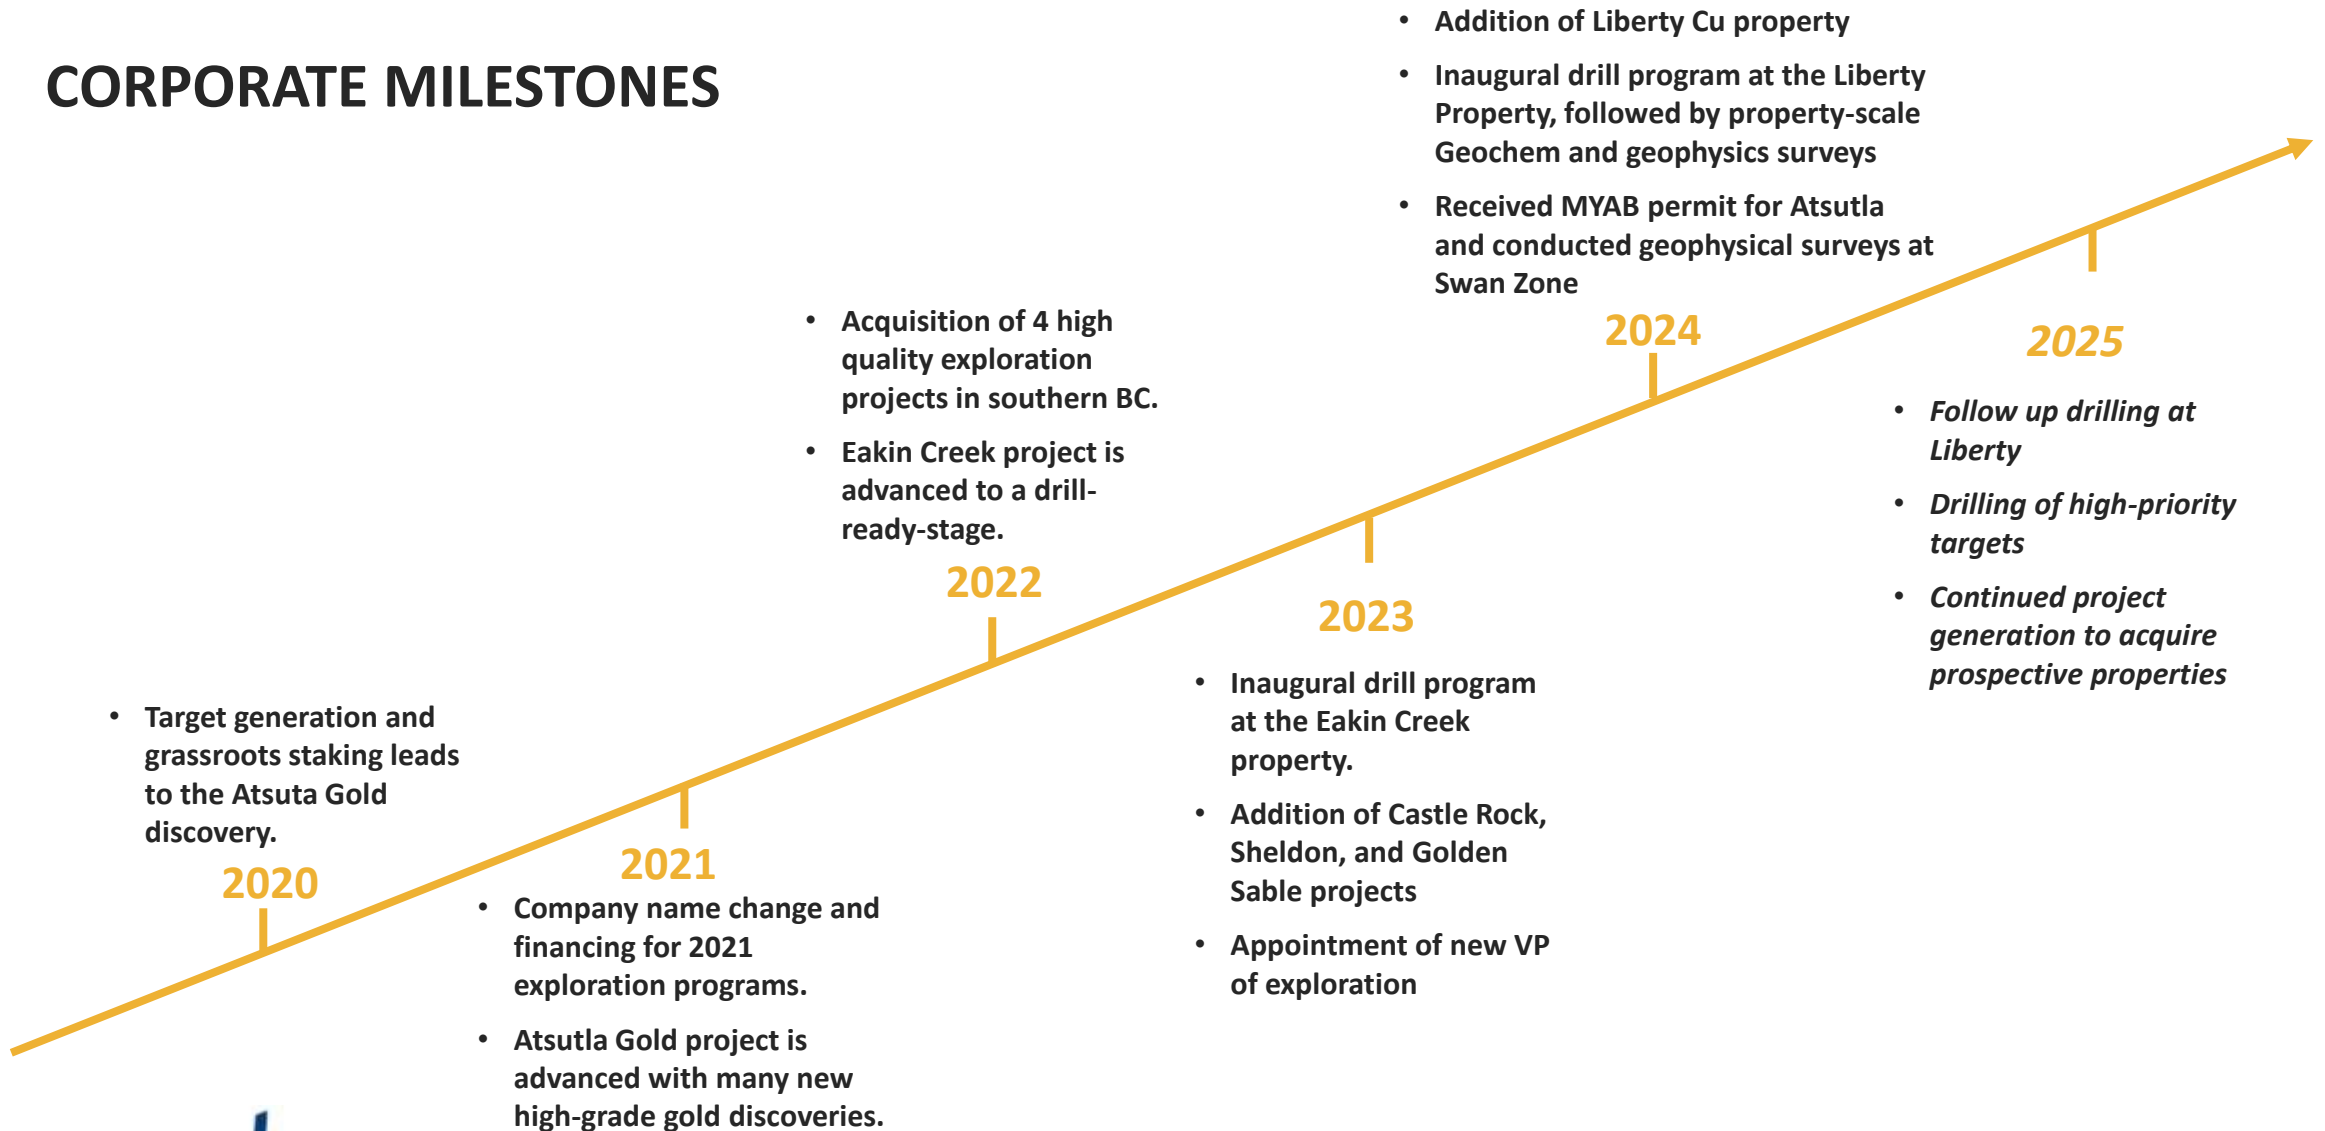 CORPORATE MILESTONES
• Target generation and
grassroots staking leads
to the Atsuta Gold
discovery.
2020
2021
• Company name change and
financing for 2021
exploration programs.
• Atsutla Gold project is
advanced with many new
high-grade gold discoveries.
• Acquisition of 4 high
quality exploration
projects in southern BC.
• Eakin Creek project is
advanced to a drill-
ready-stage.
2022
2023
• Inaugural drill program
at the Eakin Creek
property.
• Addition of Castle Rock,
Sheldon, and Golden
Sable projects
• Appointment of new VP
of exploration
• Addition of Liberty Cu property
• Inaugural drill program at the Liberty
Property, followed by property-scale
Geochem and geophysics surveys
• Received MYAB permit for Atsutla
and conducted geophysical surveys at
Swan Zone
2024
2025
• Follow up drilling at
Liberty
• Drilling of high-priority
targets
• Continued project
generation to acquire
prospective properties